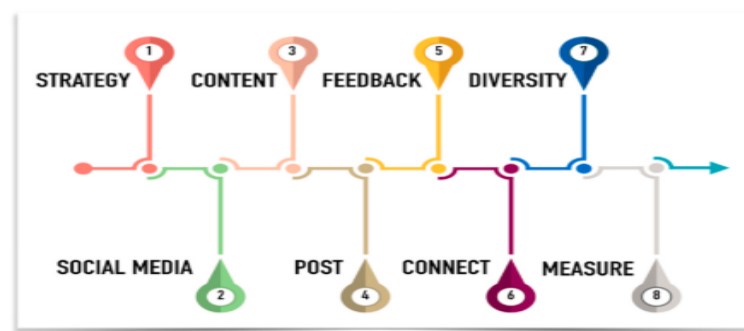 1
3
5
7
STRATEGY
CONTENT
FEEDBACK
DIVERSITY
SOCIAL MEDIA
POST
CONNECT
MEASURE
2
4
6
8